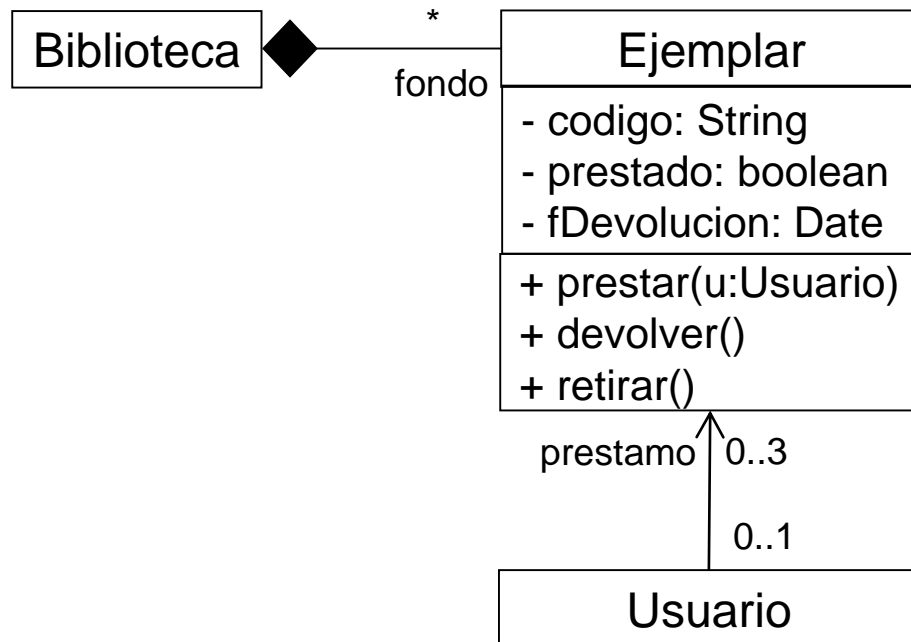 Biblioteca
*
fondo
Ejemplar
- codigo: String
- prestado: boolean
- fDevolucion: Date
+ prestar(u:Usuario)
+ devolver()
+ retirar()
prestamo
0..3
0..1
Usuario